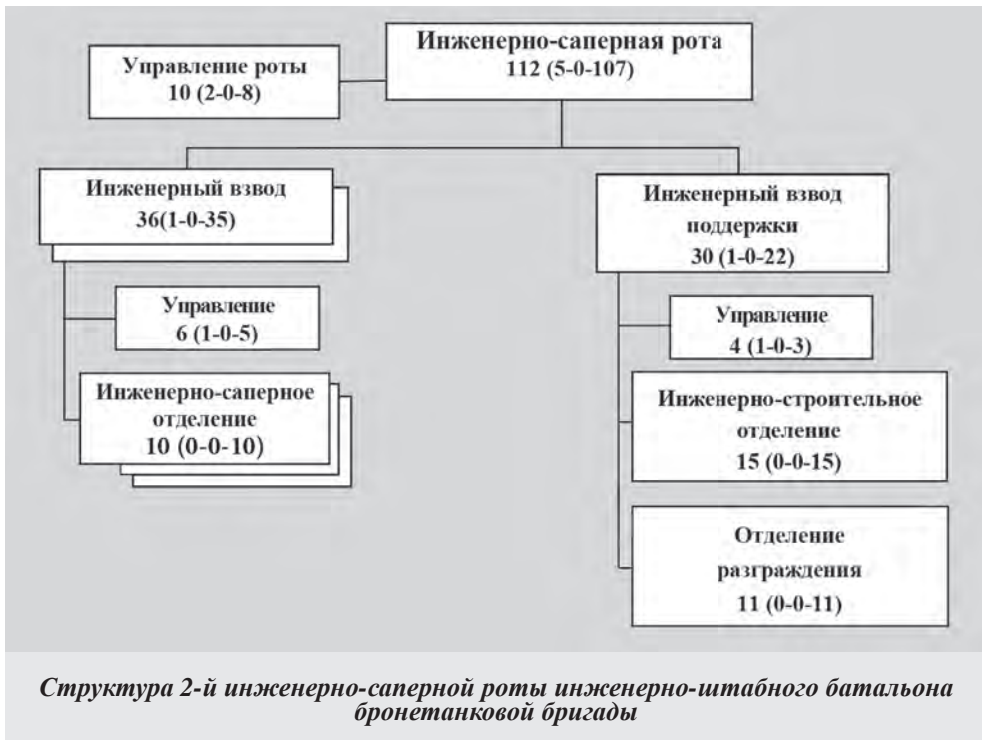 Инженерно-саперная рота
112 (5-0-107)
Управление роты
10 (2-0-8)
Инженерный взвод
36(1-0-35)
Управление
6 (1-0-5)
Инженерно-саперное
отделение
10 (0-0-10)
Инженерный взвод
поддержки
30 (1-0-22)
Управление
4 (1-0-3)
Инженерно-строительное
отделение
15 (0-0-15)
Отделение
разграждения
11 (0-0-11)
Структура 2-й инженерно-саперной роты инженерно-штабного батальона
бронетанковой бригады